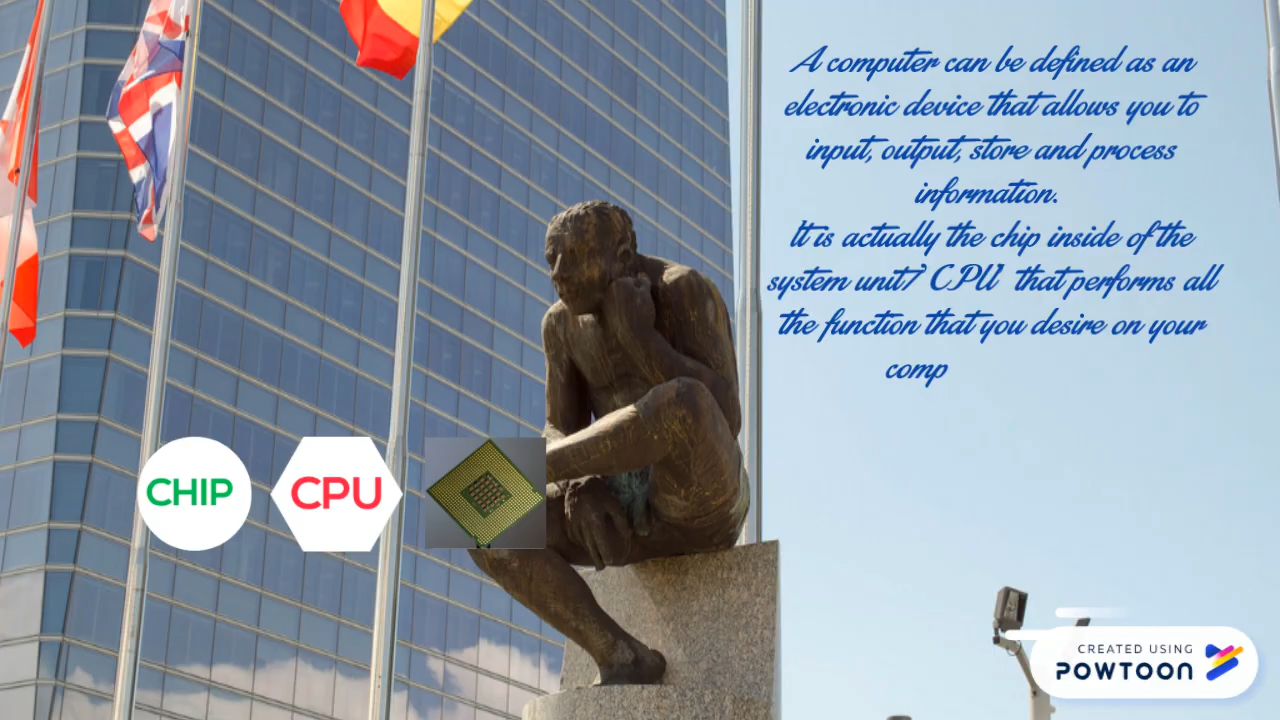 A computer can be defined as an
electronic device that allows you to
input, output, store and process
information.
It is actually the chip inside of the
system unit7 CPU that performs all
the function that you desire on your
comp
CHIP
CPU
CREATED USING
POWTOON